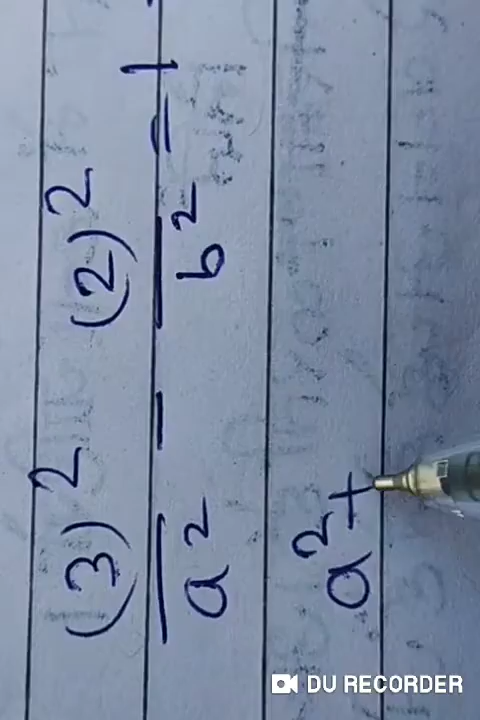 (3)² / a² - (2)² / b² = 1
a² +
DU RECORDER